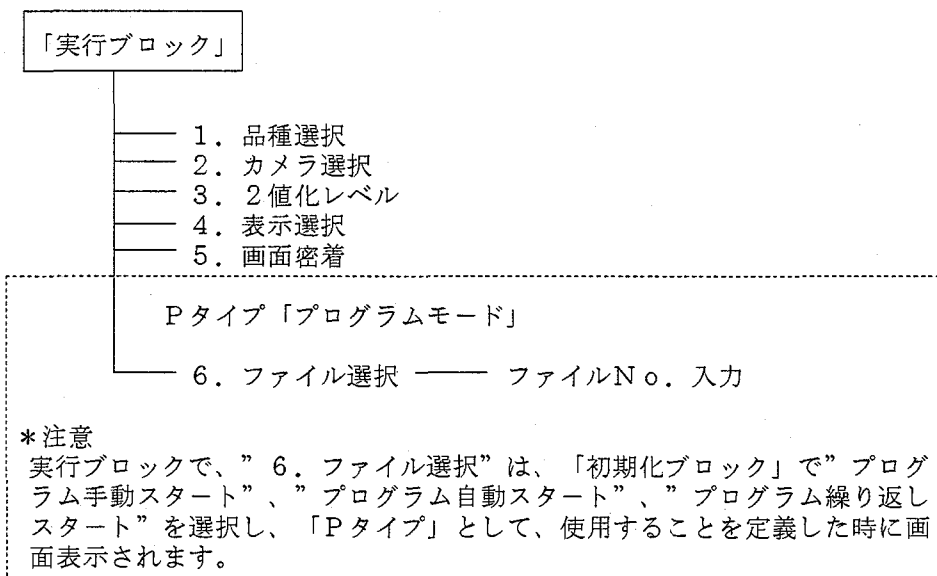 「実行ブロック」
1．品種選択
2．カメラ選択
3．2値化レベル
4．表示選択
5．画面密着
Pタイプ「プログラムモード」
6．ファイル選択 ファイルNo．入力
*注意
実行ブロックで、”6．ファイル選択”は、「初期化ブロック」で”プログ
ラム手動スタート”、”プログラム自動スタート”、”プログラム繰り返し
スタート”を選択し、「Pタイプ」として、使用することを定義した時に画
面表示されます。